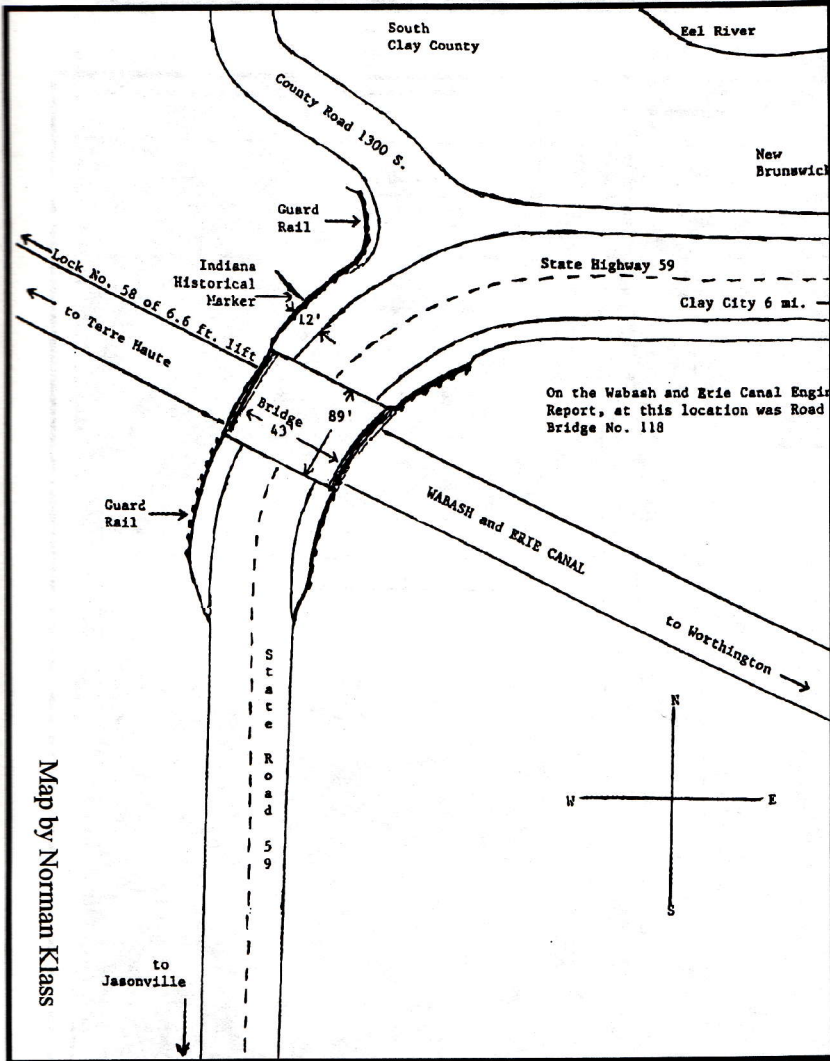 South
Clay County
Eel River
County Road 1300 S.
New
Brunswick
Guard
Rail
Indiana
Historical
Marker
12'
Lock No. 58 of 6.6 ft. lift
to Terre Haute
State Highway 59
Clay City 6 mi.
On the Wabash and Erie Canal
Report, at this location was Road
Bridge No. 118
Bridge
43'
89'
Guard
Rail
WABASH and ERIE CANAL
to Worthington
State Road 59
N
W
E
S
to
Jasonville
Map by Norman Klass